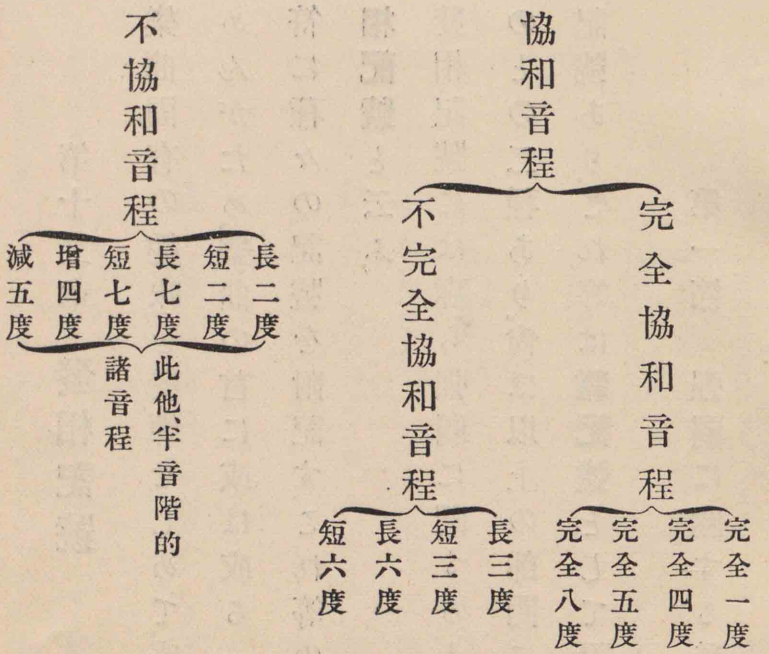 協和音程
完全協和音程
完全一度
完全四度
完全五度
完全八度
不完全協和音程
長三度
短三度
長六度
短六度
不協和音程
長二度
短二度
長七度
短七度
增四度
減五度
此他、半音階的
諸音程